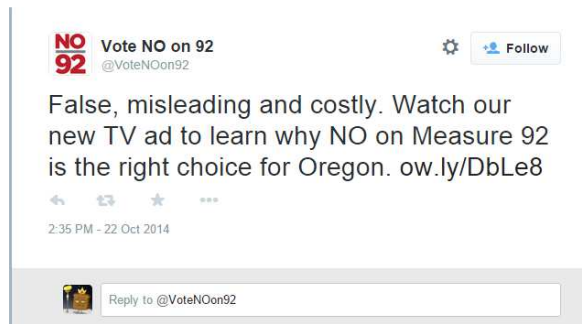 NO
92
Vote NO on 92
@VoteNOon92
Follow
False, misleading and costly. Watch our
new TV ad to learn why NO on Measure 92
is the right choice for Oregon. ow.ly/DbLe8
2:35 PM - 22 Oct 2014
Reply to @VoteNOon92